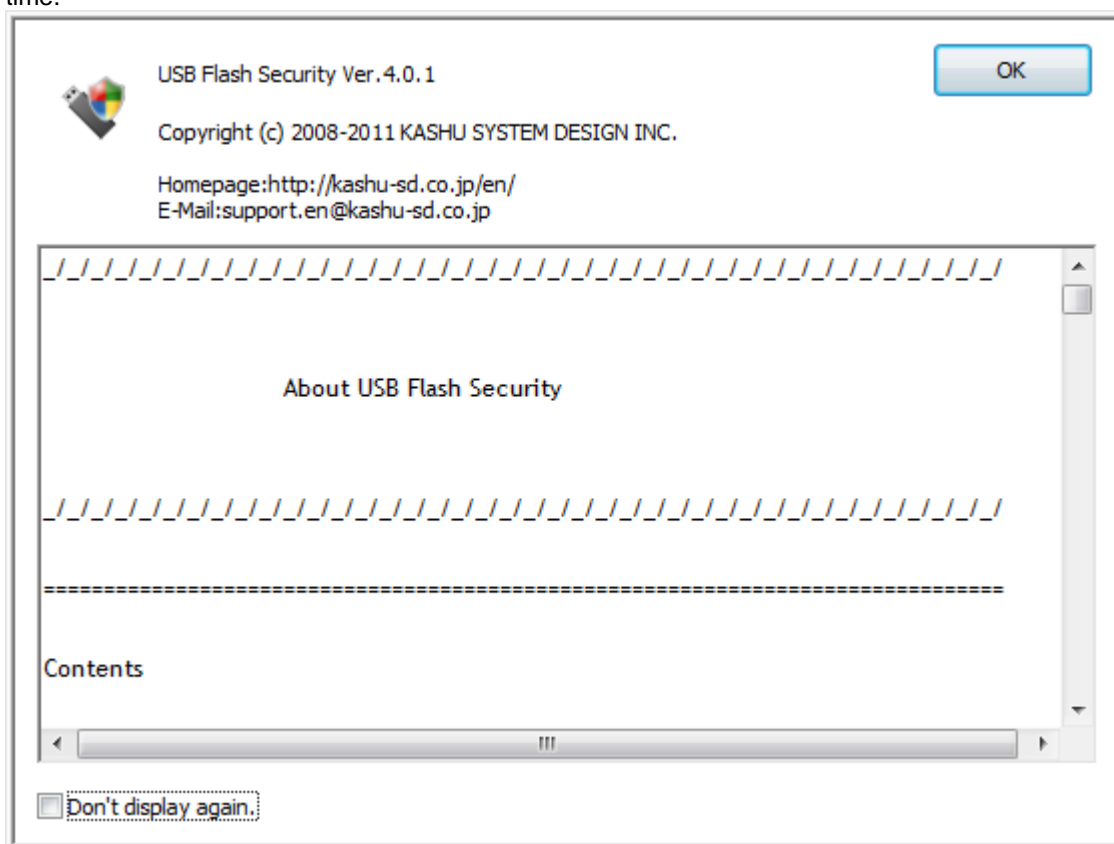 time.
USB Flash Security Ver.4.0.1
OK
Copyright (c) 2008-2011 KASHU SYSTEM DESIGN INC.
Homepage:http://kashu-sd.co.jp/en/
E-Mail:support.en@kashu-sd.co.jp
_/_/_/_/_/_/_/_/_/_/_/_/_/_/_/_/_/_/_/_/_/_/_/_/_/_/_/_/_/_/_/_/_/_/_/_/_/_/_/_/
About USB Flash Security
_/_/_/_/_/_/_/_/_/_/_/_/_/_/_/_/_/_/_/_/_/_/_/_/_/_/_/_/_/_/_/_/_/_/_/_/_/_/_/_/
================================================================================
Contents
Don't display again.